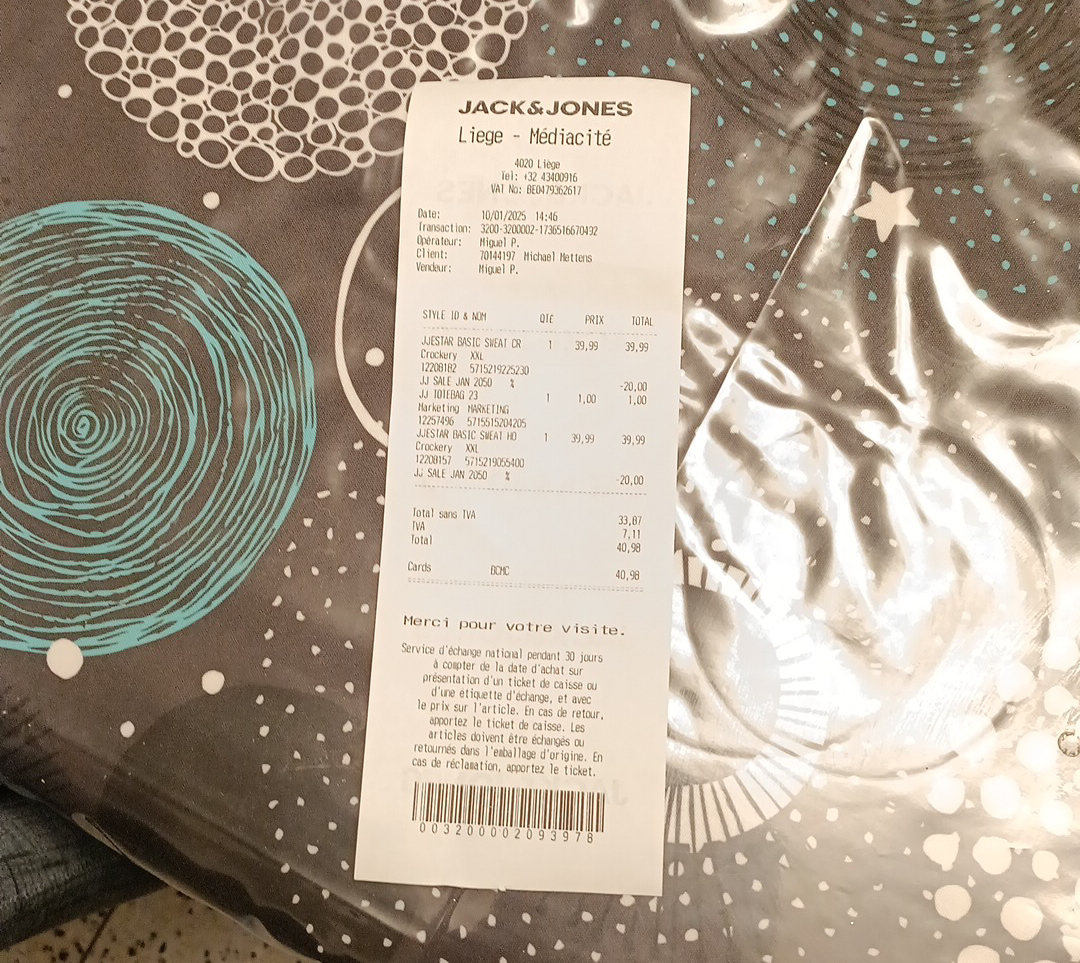 JACK&JONES
Liege - Médiacité
4020 Liège
Tel: +32 43400916
VAT No: BE0479362617
Date: 10/01/2025 14:46
Transaction: 3200-3200002-1736516670492
Opérateur: Miguel P.
Client: 70144197 Michael Mettens
Vendeur: Miguel P.
STYLE ID & NOM QTE PRIX TOTAL
JJESTAR BASIC SWEAT CR 1 39,99 39,99
Crockery XXL
12208182 5715219225230
JJ SALE JAN 2050 % -20,00
JJ TOTEBAG 23 1 1,00 1,00
Marketing MARKETING
12257496 5715515204205
JJESTAR BASIC SWEAT HD 1 39,99 39,99
Crockery XXL
12208157 5715219055400
JJ SALE JAN 2050 % -20,00
Total sans TVA 33,87
TVA 7,11
Total 40,98
Cards BCMC 40,98
Merci pour votre visite.
Service d'échange national pendant 30 jours
à compter de la date d'achat sur
présentation d'un ticket de caisse ou
d'une étiquette d'échange, et avec
le prix sur l'article. En cas de retour,
apportez le ticket de caisse. Les
articles doivent être échangés ou
retournés dans l'emballage d'origine. En
cas de réclamation, apportez le ticket.
003200002093978